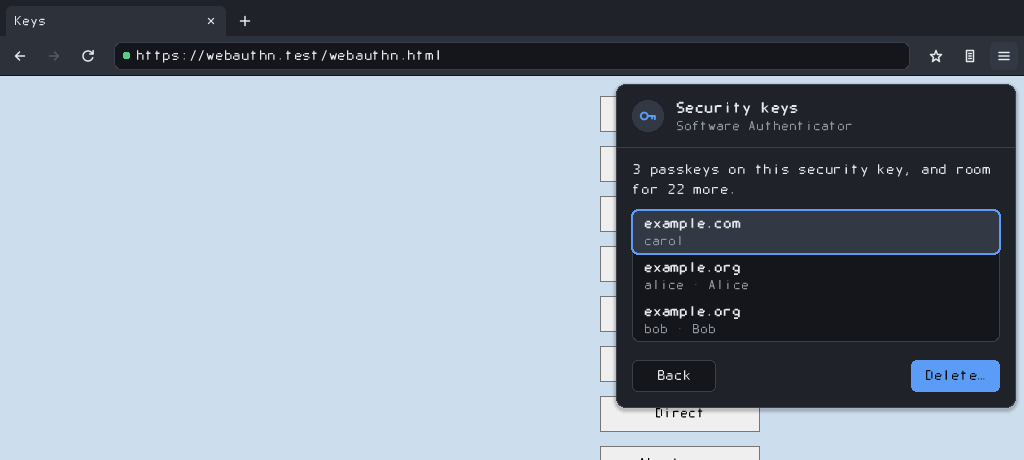 Keys
https://webauthn.test/webauthn.html
Security keys
Software Authenticator
3 passkeys on this security key, and room
for 22 more.
example.com
carol
example.org
alice · Alice
example.org
bob · Bob
Back
Delete…
Direct